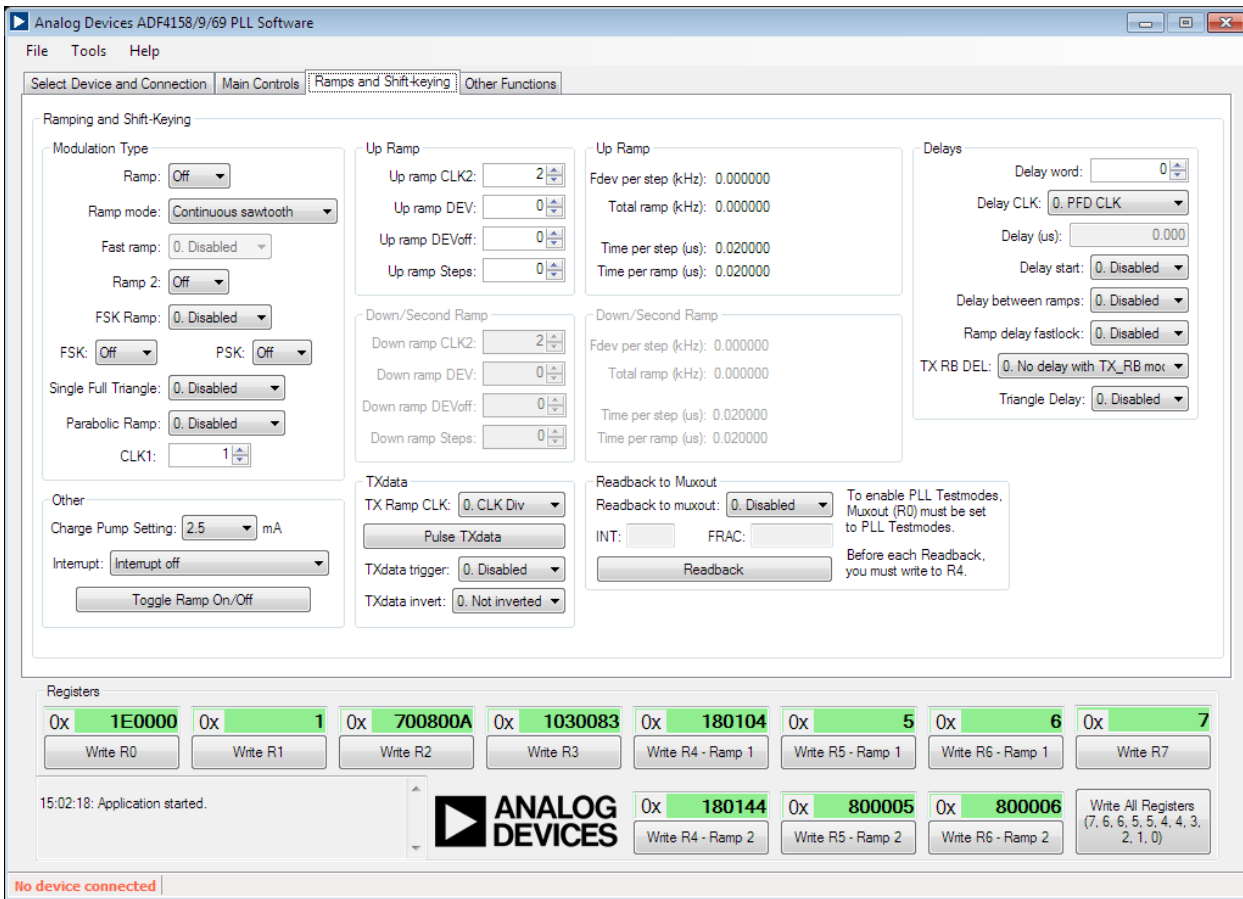 Analog Devices ADF4158/9/69 PLL Software
File Tools Help
Select Device and Connection Main Controls Ramps and Shift-keying Other Functions
Ramping and Shift-Keying
Modulation Type
Ramp: Off
Ramp mode: Continuous sawtooth
Fast ramp: 0. Disabled
Ramp 2: Off
FSK Ramp: 0. Disabled
FSK: Off PSK: Off
Single Full Triangle: 0. Disabled
Parabolic Ramp: 0. Disabled
CLK1: 1
Other
Charge Pump Setting: 2.5 mA
Interrupt: Interrupt off
Toggle Ramp On/Off
Up Ramp
Up ramp CLK2: 2
Up ramp DEV: 0
Up ramp DEVoff: 0
Up ramp Steps: 0
Down/Second Ramp
Down ramp CLK2: 2
Down ramp DEV: 0
Down ramp DEVoff: 0
Down ramp Steps: 0
TXdata
TX Ramp CLK: 0. CLK Div
Pulse TXdata
TXdata trigger: 0. Disabled
TXdata invert: 0. Not inverted
Up Ramp
Fdev per step (kHz): 0.000000
Total ramp (kHz): 0.000000
Time per step (us): 0.020000
Time per ramp (us): 0.020000
Down/Second Ramp
Fdev per step (kHz): 0.000000
Total ramp (kHz): 0.000000
Time per step (us): 0.020000
Time per ramp (us): 0.020000
Readback to Muxout
Readback to muxout: 0. Disabled
INT: FRAC:
Readback
To enable PLL Testmodes,
Muxout (R0) must be set
to PLL Testmodes.
Before each Readback,
you must write to R4.
Delays
Delay word: 0
Delay CLK: 0. PFD CLK
Delay (us): 0.000
Delay start: 0. Disabled
Delay between ramps: 0. Disabled
Ramp delay fastlock: 0. Disabled
TX RB DEL: 0. No delay with TX_RB moc
Triangle Delay: 0. Disabled
Registers
0x 1E0000 0x 1 0x 700800A 0x 1030083 0x 180104 0x 5 0x 6 0x 7
Write R0 Write R1 Write R2 Write R3 Write R4 - Ramp 1 Write R5 - Ramp 1 Write R6 - Ramp 1 Write R7
15:02:18: Application started.
ANALOG
DEVICES
0x 180144 0x 800005 0x 800006
Write R4 - Ramp 2 Write R5 - Ramp 2 Write R6 - Ramp 2
Write All Registers
(7, 6, 6, 5, 5, 4, 4, 3,
2, 1, 0)
No device connected